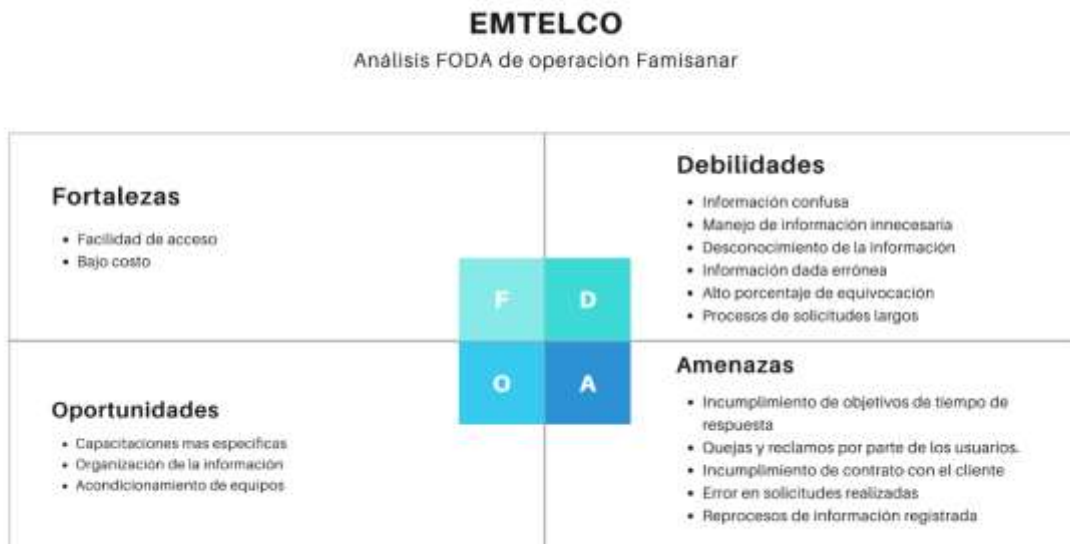 EMTELCO
Análisis FODA de operación Famisanar
Fortalezas
Facilidad de acceso
Bajo costo
Debilidades
Información confusa
Manejo de información innecesaria
Desconocimiento de la información
Información dada errónea
Alto porcentaje de equivocación
Procesos de solicitudes largos
F
D
O
A
Oportunidades
Capacitaciones mas especificas
Organización de la información
Acondicionamiento de equipos
Amenazas
Incumplimiento de objetivos de tiempo de
respuesta
Quejas y reclamos por parte de los usuarios.
Incumplimiento de contrato con el cliente
Error en solicitudes realizadas
Reprocesos de información registrada